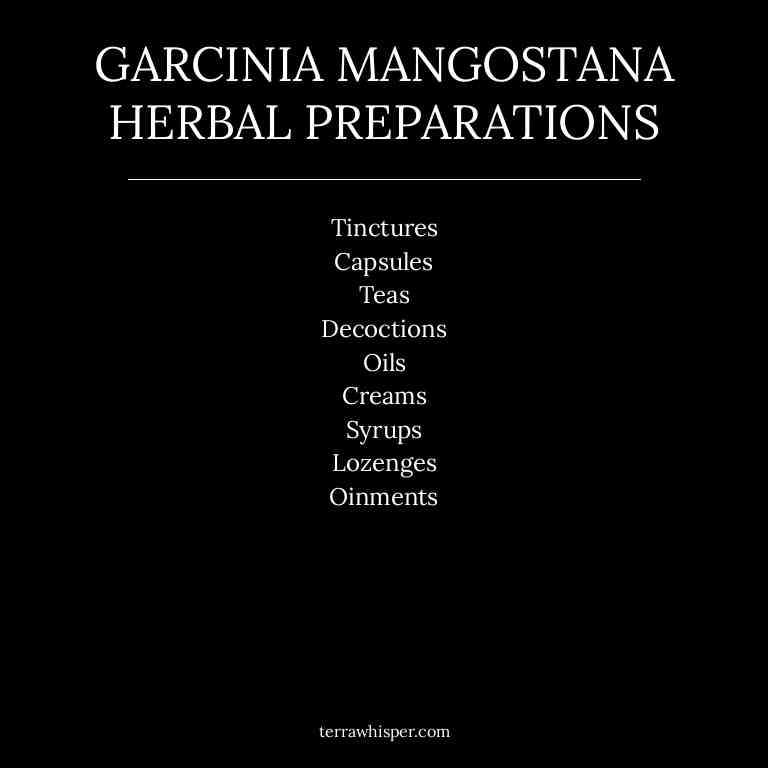 GARCINIA MANGOSTANA
HERBAL PREPARATIONS
Tinctures
Capsules
Teas
Decoctions
Oils
Creams
Syrups
Lozenges
Oinments
terrawhisper.com